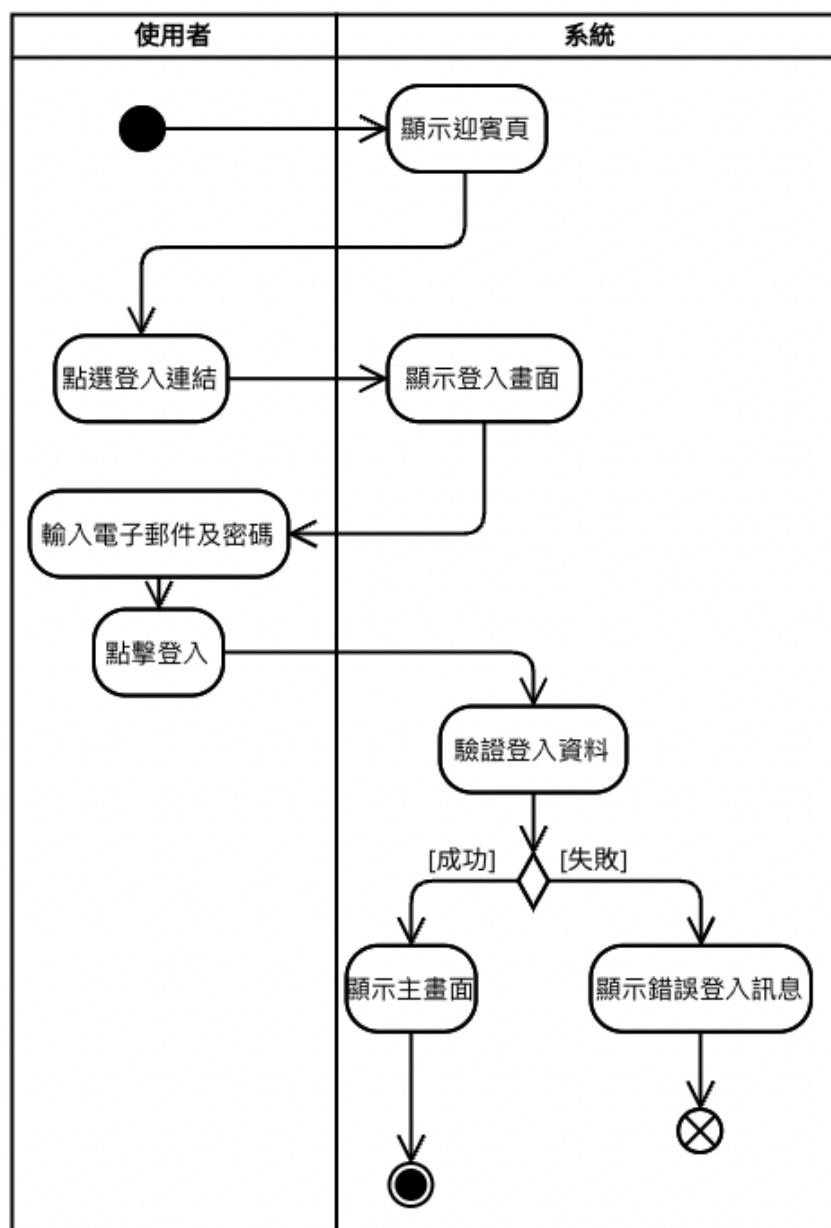 使用者
系統
顯示迎賓頁
點選登入連結
顯示登入畫面
輸入電子郵件及密碼
點擊登入
驗證登入資料
[成功]
[失敗]
顯示主畫面
顯示錯誤登入訊息